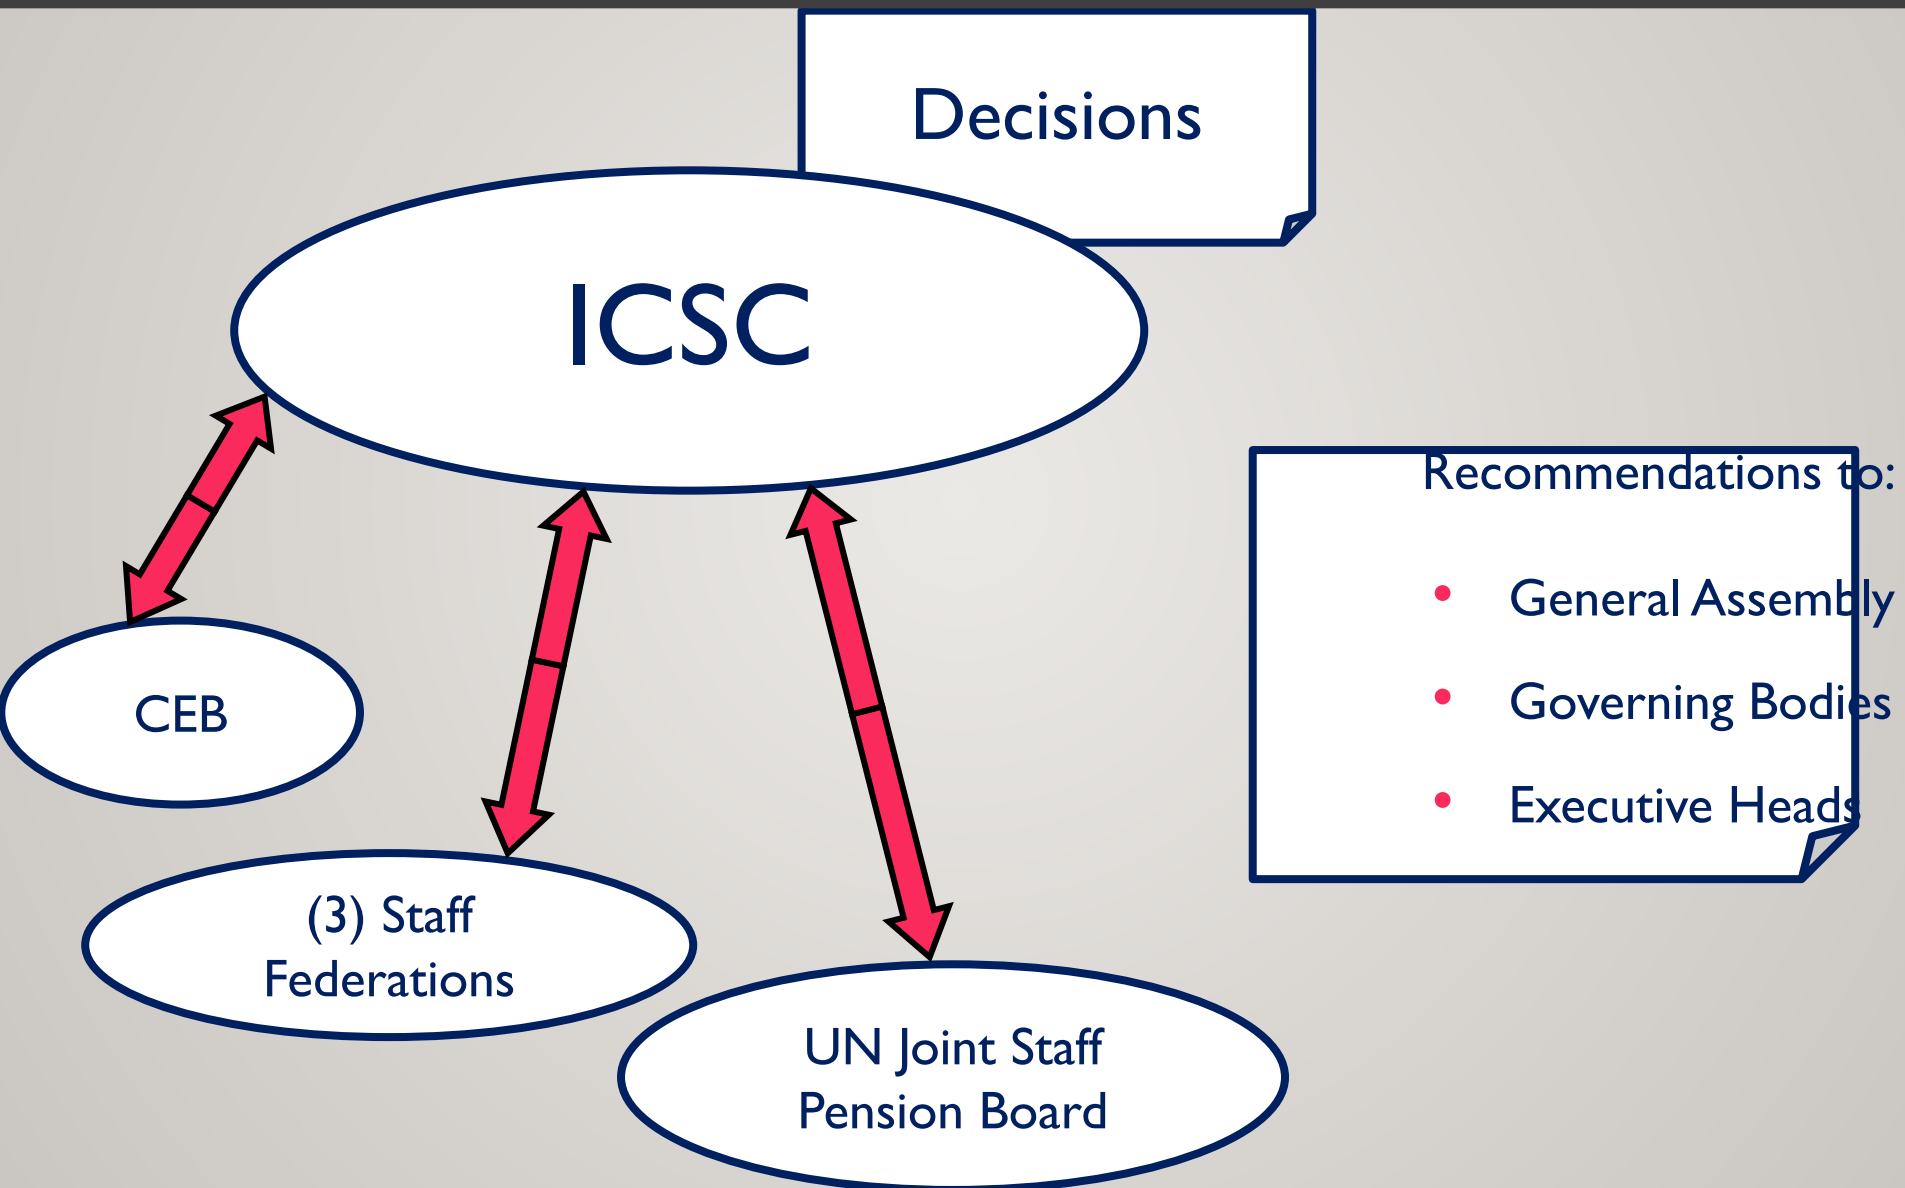 Decisions
ICSC
Recommendations to:
• General Assembly
• Governing Bodies
• Executive Heads
CEB
(3) Staff
Federations
UN Joint Staff
Pension Board